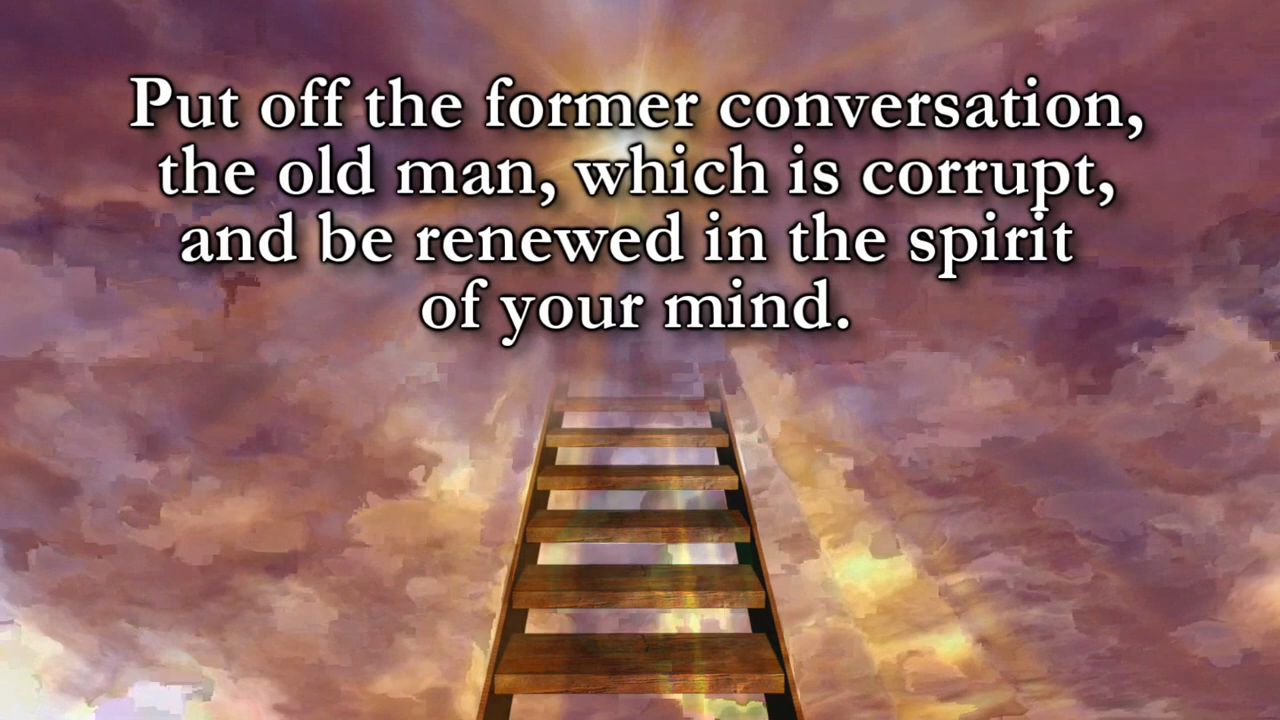 Put off the former conversation,
the old man, which is corrupt,
and be renewed in the spirit
of your mind.